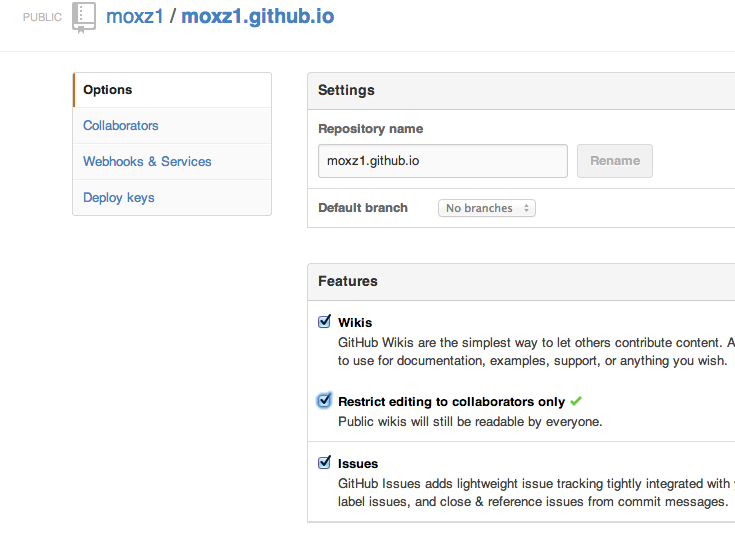 PUBLIC moxz1 / moxz1.github.io
Options
Collaborators
Webhooks & Services
Deploy keys
Settings
Repository name
moxz1.github.io Rename
Default branch No branches
Features
Wikis
GitHub Wikis are the simplest way to let others contribute content. A
to use for documentation, examples, support, or anything you wish.
Restrict editing to collaborators only
Public wikis will still be readable by everyone.
Issues
GitHub Issues adds lightweight issue tracking tightly integrated with
label issues, and close & reference issues from commit messages.